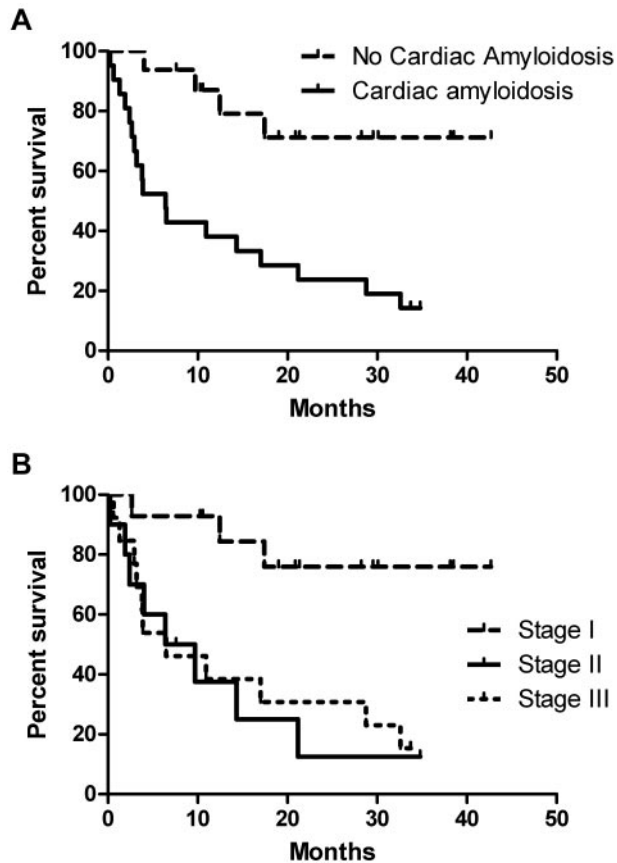 A
100
80
60
40
20
0
Percent survival
No Cardiac Amyloidosis
Cardiac amyloidosis
0 10 20 30 40 50
Months
B
100
80
60
40
20
0
Percent survival
Stage I
Stage II
Stage III
0 10 20 30 40 50
Months